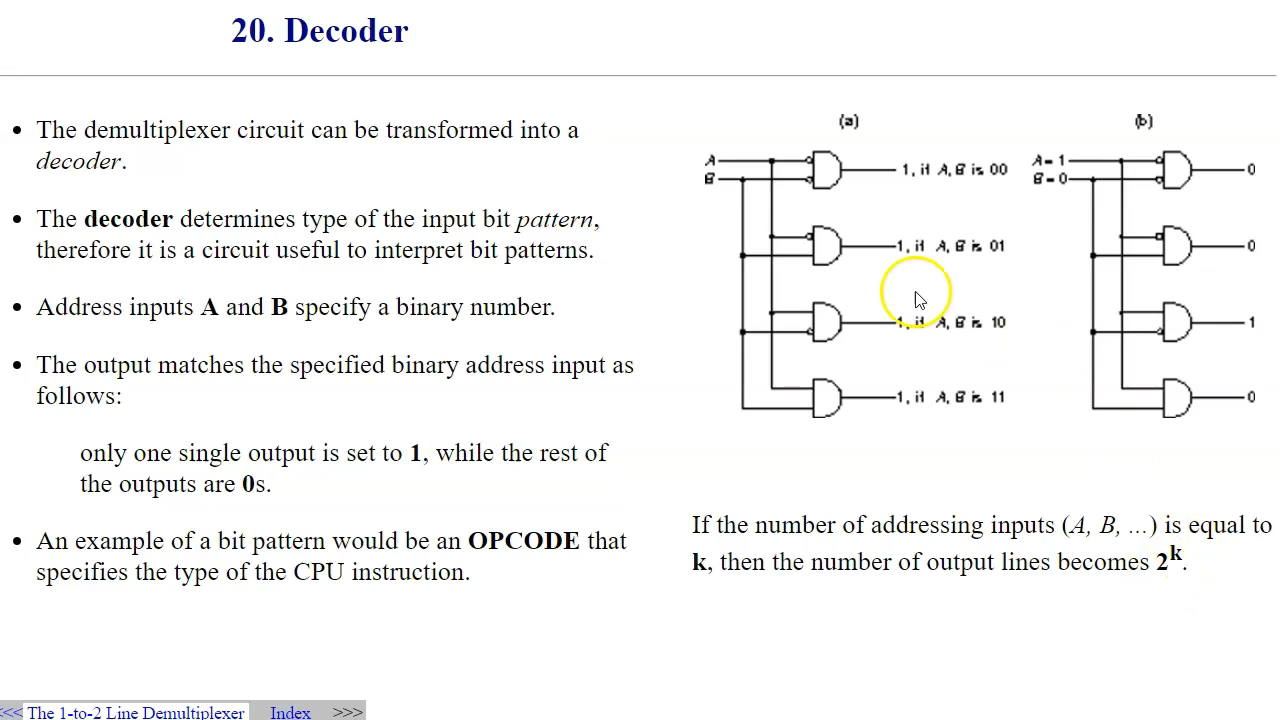 20. Decoder
• The demultiplexer circuit can be transformed into a
decoder.
• The decoder determines type of the input bit pattern,
therefore it is a circuit useful to interpret bit patterns.
• Address inputs A and B specify a binary number.
• The output matches the specified binary address input as
follows:
only one single output is set to 1, while the rest of
the outputs are 0s.
• An example of a bit pattern would be an OPCODE that
specifies the type of the CPU instruction.
(a)
A
B
1, if A, B is 00
1, if A, B is 01
1, if A, B is 10
1, if A, B is 11
(b)
A = 1
B = 0
0
0
1
0
If the number of addressing inputs (A, B, ...) is equal to
k, then the number of output lines becomes 2^k.
<<< The 1-to-2 Line Demultiplexer Index >>>